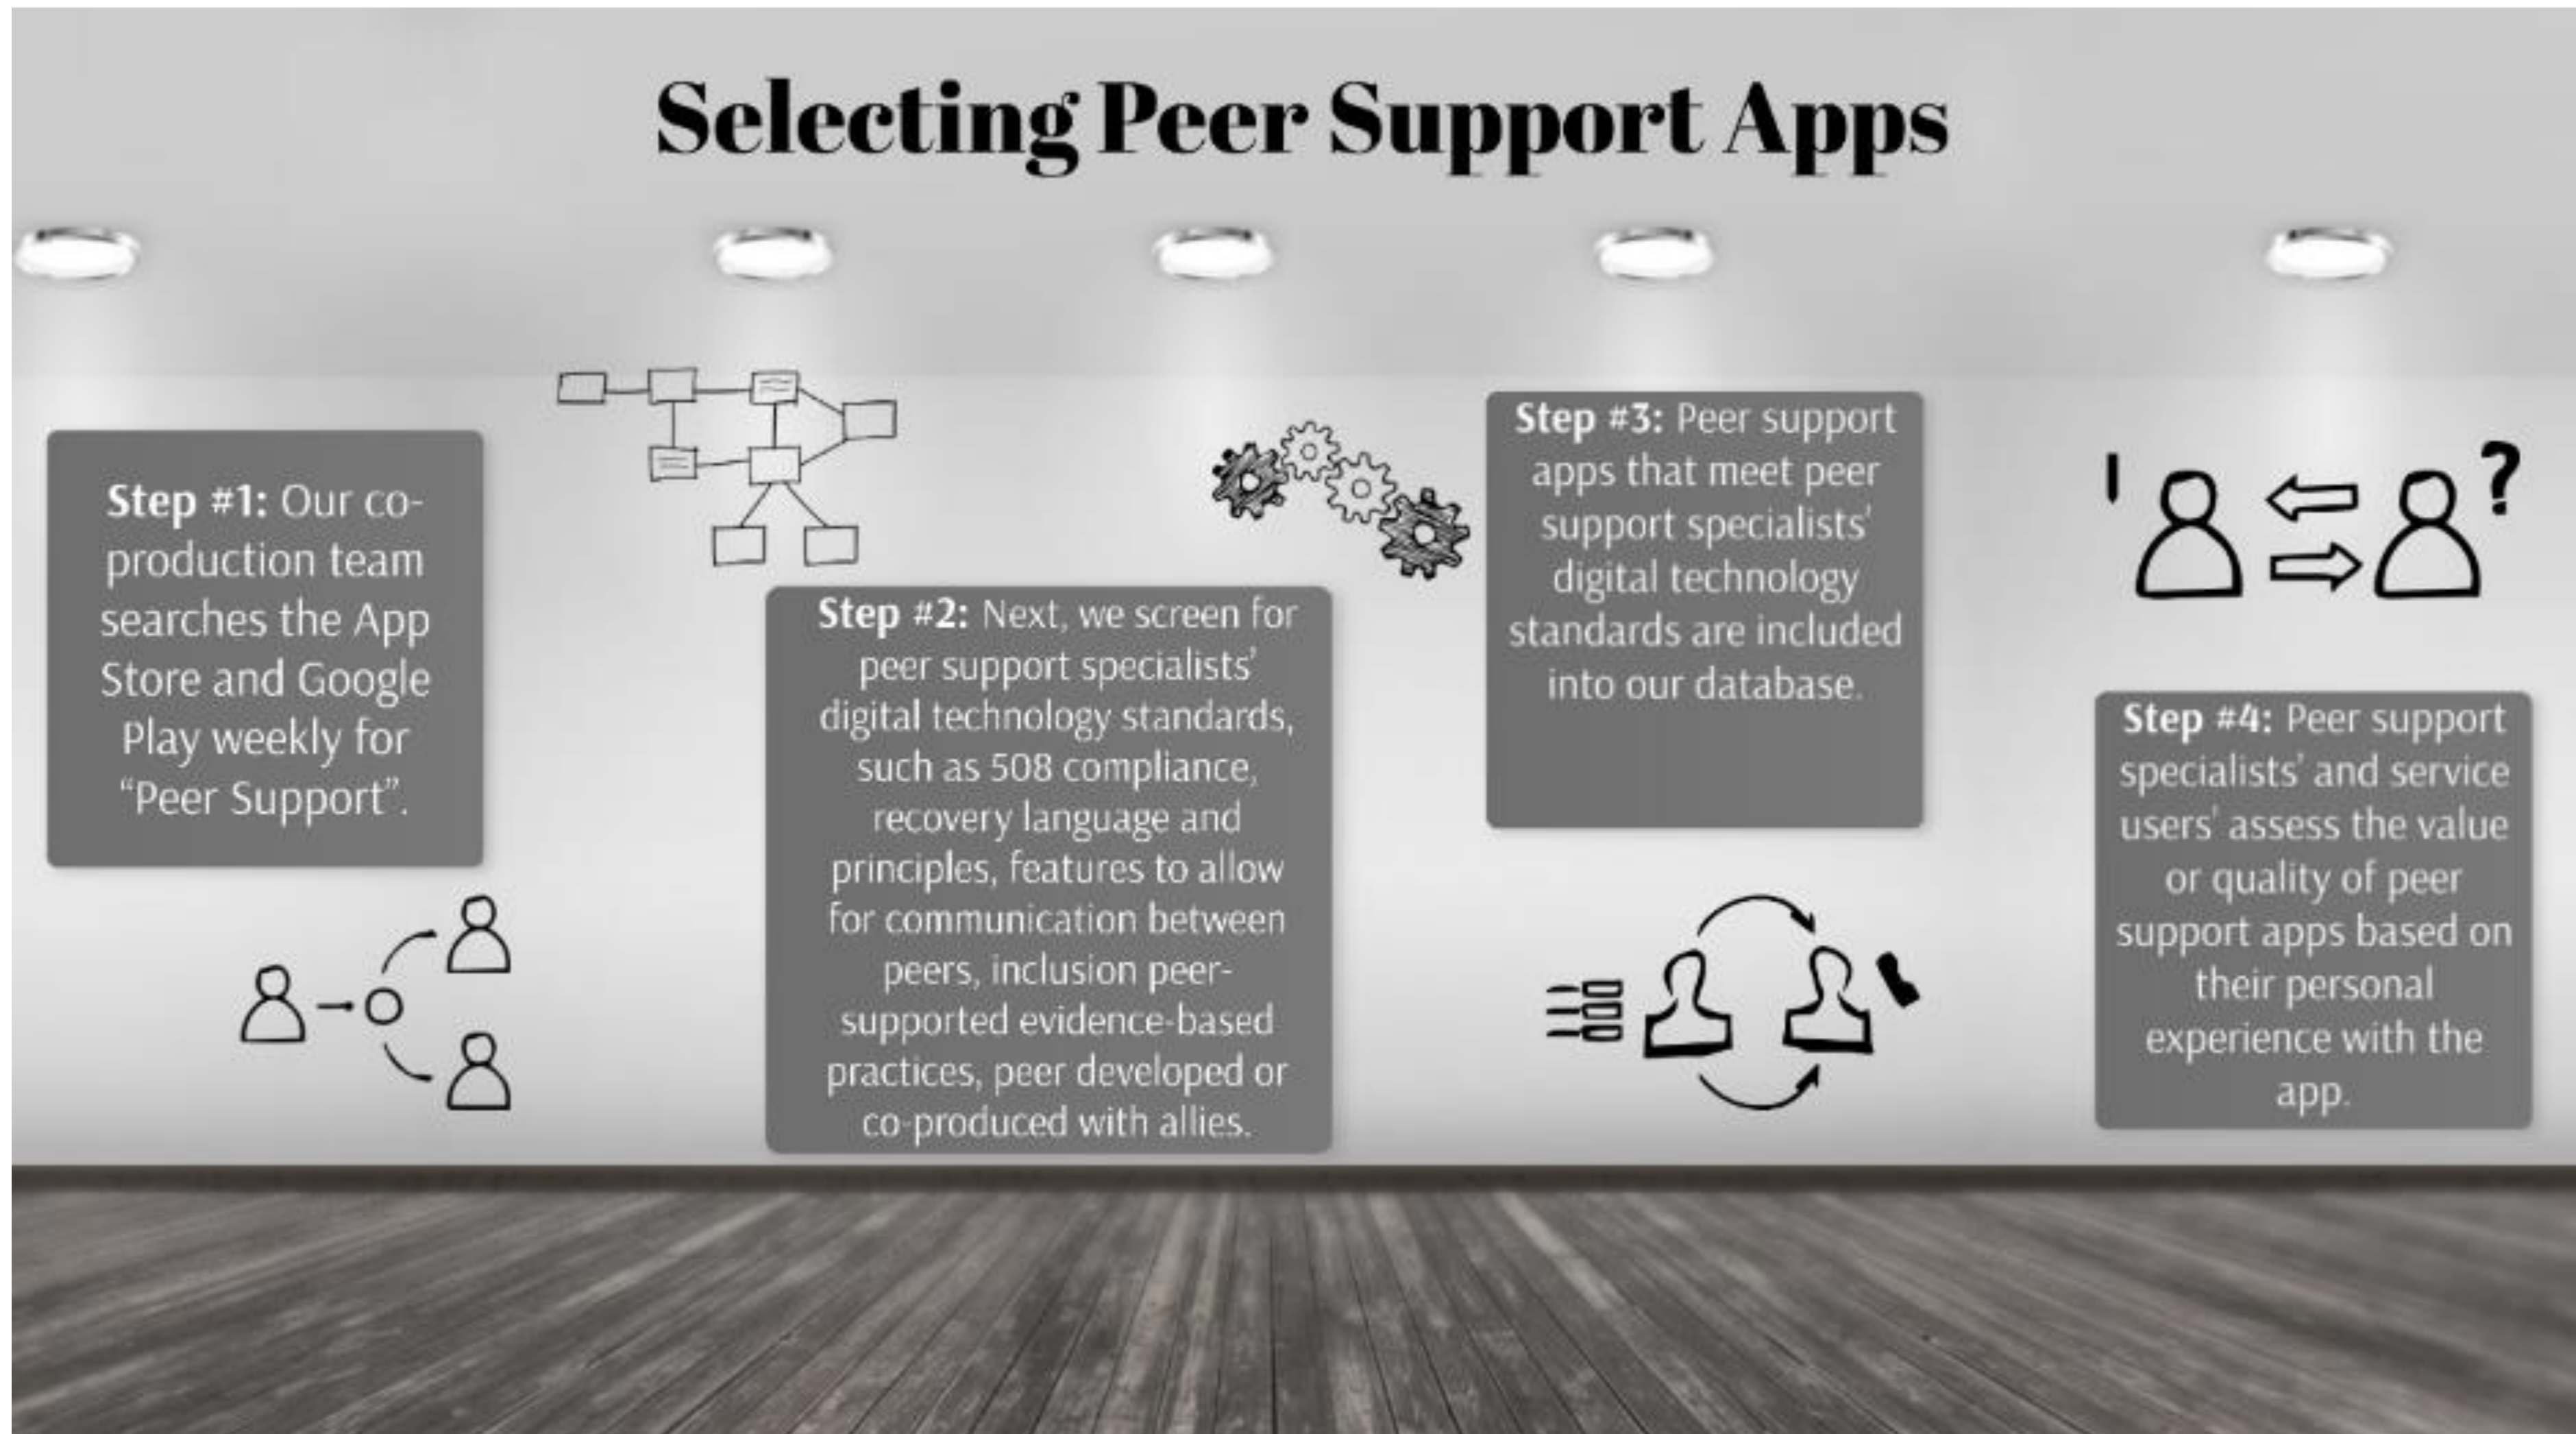 Selecting Peer Support Apps
Step #1: Our co-
production team
searches the App
Store and Google
Play weekly for
“Peer Support”.
Step #2: Next, we screen for
peer support specialists’
digital technology standards,
such as 508 compliance,
recovery language and
principles, features to allow
for communication between
peers, inclusion peer-
supported evidence-based
practices, peer developed or
co-produced with allies.
Step #3: Peer support
apps that meet peer
support specialists'
digital technology
standards are included
into our database.
?
Step #4: Peer support
specialists' and service
users' assess the value
or quality of peer
support apps based on
their personal
experience with the
app.